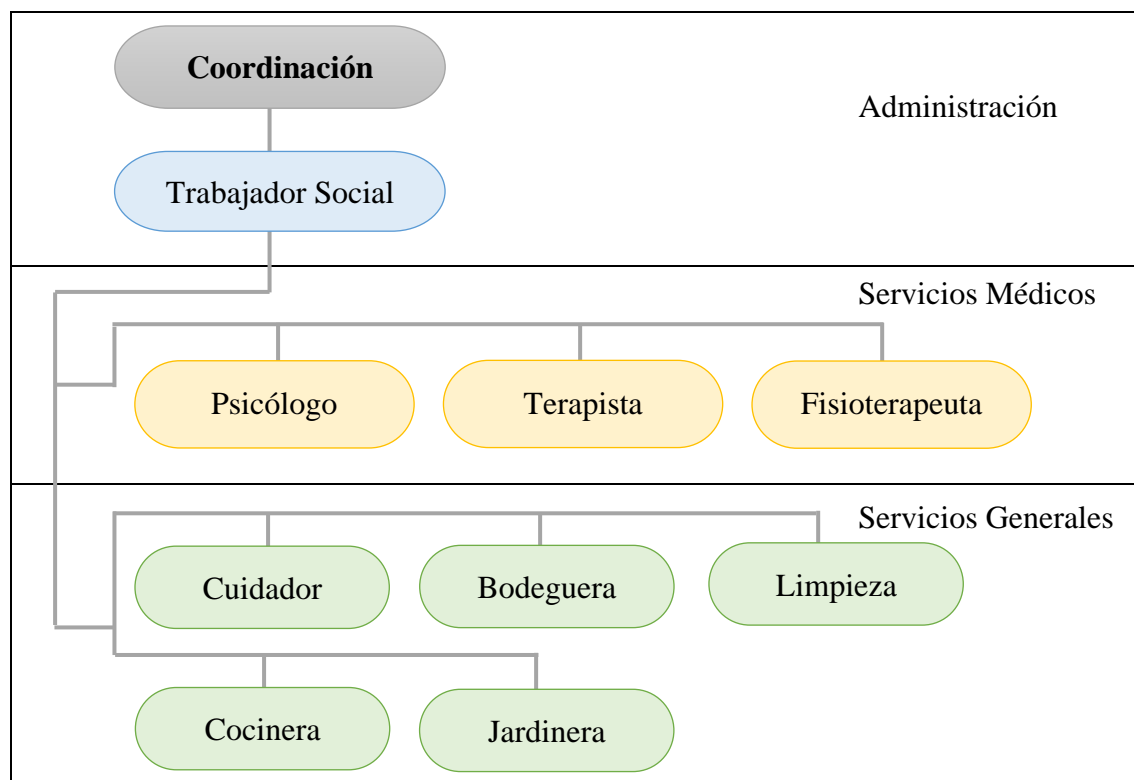 Coordinación
Administración
Trabajador Social
Servicios Médicos
Psicólogo
Terapista
Fisioterapeuta
Servicios Generales
Cuidador
Bodeguera
Limpieza
Cocinera
Jardinera